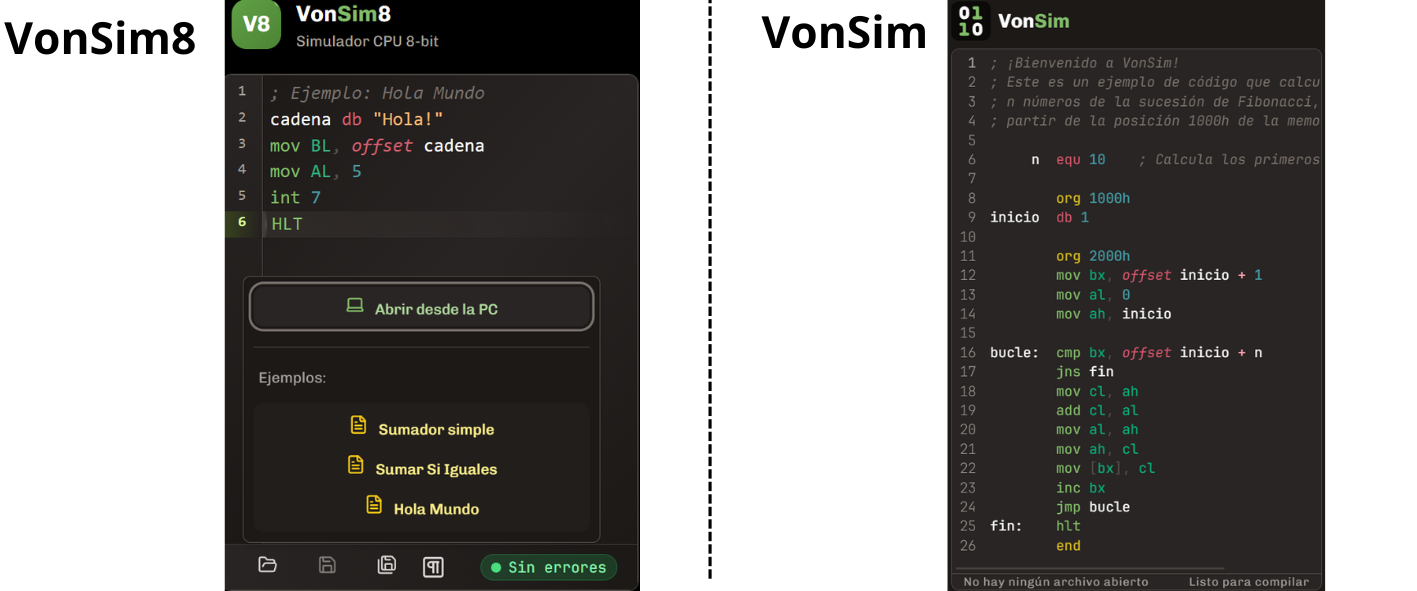 VonSim8
V8
VonSim8
Simulador CPU 8-bit
1 ; Ejemplo: Hola Mundo
2 cadena db "Hola!"
3 mov BL, offset cadena
4 mov AL, 5
5 int 7
6 HLT
Abrir desde la PC
Ejemplos:
Sumador simple
Sumar Si Iguales
Hola Mundo
Sin errores
VonSim
01
10
VonSim
1 ; ¡Bienvenido a VonSim!
2 ; Este es un ejemplo de código que calcu
3 ; n números de la sucesión de Fibonacci,
4 ; partir de la posición 1000h de la memo
5
6 n equ 10 ; Calcula los primeros
7
8 org 1000h
9 inicio db 1
10
11 org 2000h
12 mov bx, offset inicio + 1
13 mov al, 0
14 mov ah, inicio
15
16 bucle: cmp bx, offset inicio + n
17 jns fin
18 mov cl, ah
19 add cl, al
20 mov al, ah
21 mov ah, cl
22 mov [bx], cl
23 inc bx
24 jmp bucle
25 fin: hlt
26 end
No hay ningún archivo abierto Listo para compilar